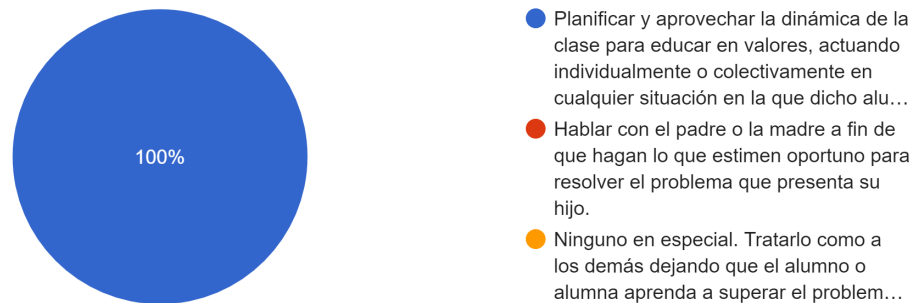 100%
Planificar y aprovechar la dinámica de la
clase para educar en valores, actuando
individualmente o colectivamente en
cualquier situación en la que dicho alu…
Hablar con el padre o la madre a fin de
que hagan lo que estimen oportuno para
resolver el problema que presenta su
hijo.
Ninguno en especial. Tratarlo como a
los demás dejando que el alumno o
alumna aprenda a superar el problem…